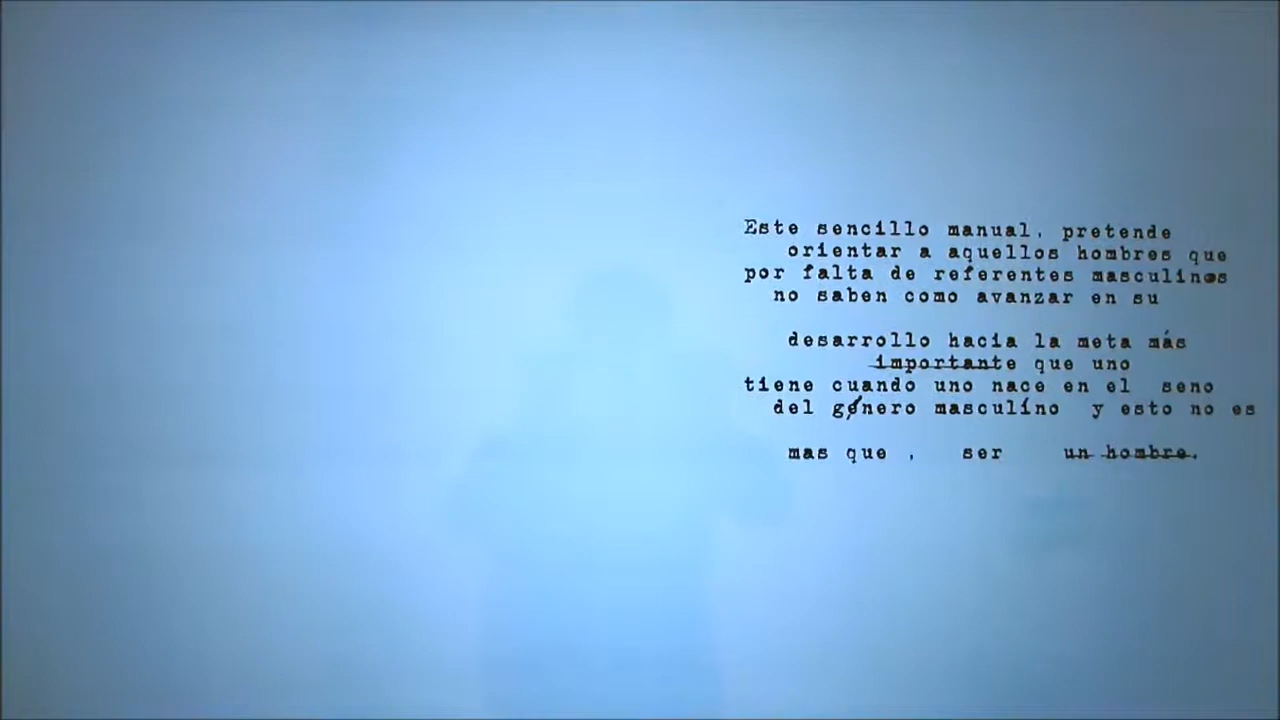 Este sencillo manual, pretende
orientar a aquellos hombres que
por falta de referentes masculinos
no saben como avanzar en su
desarrollo hacia la meta más
importante que uno
tiene cuando uno nace en el seno
del género masculíno y esto no es
mas que , ser un hombre.